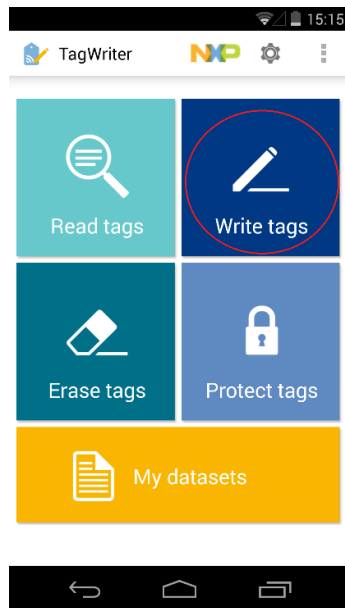 15:15
TagWriter NXP
Read tags
Write tags
Erase tags
Protect tags
My datasets